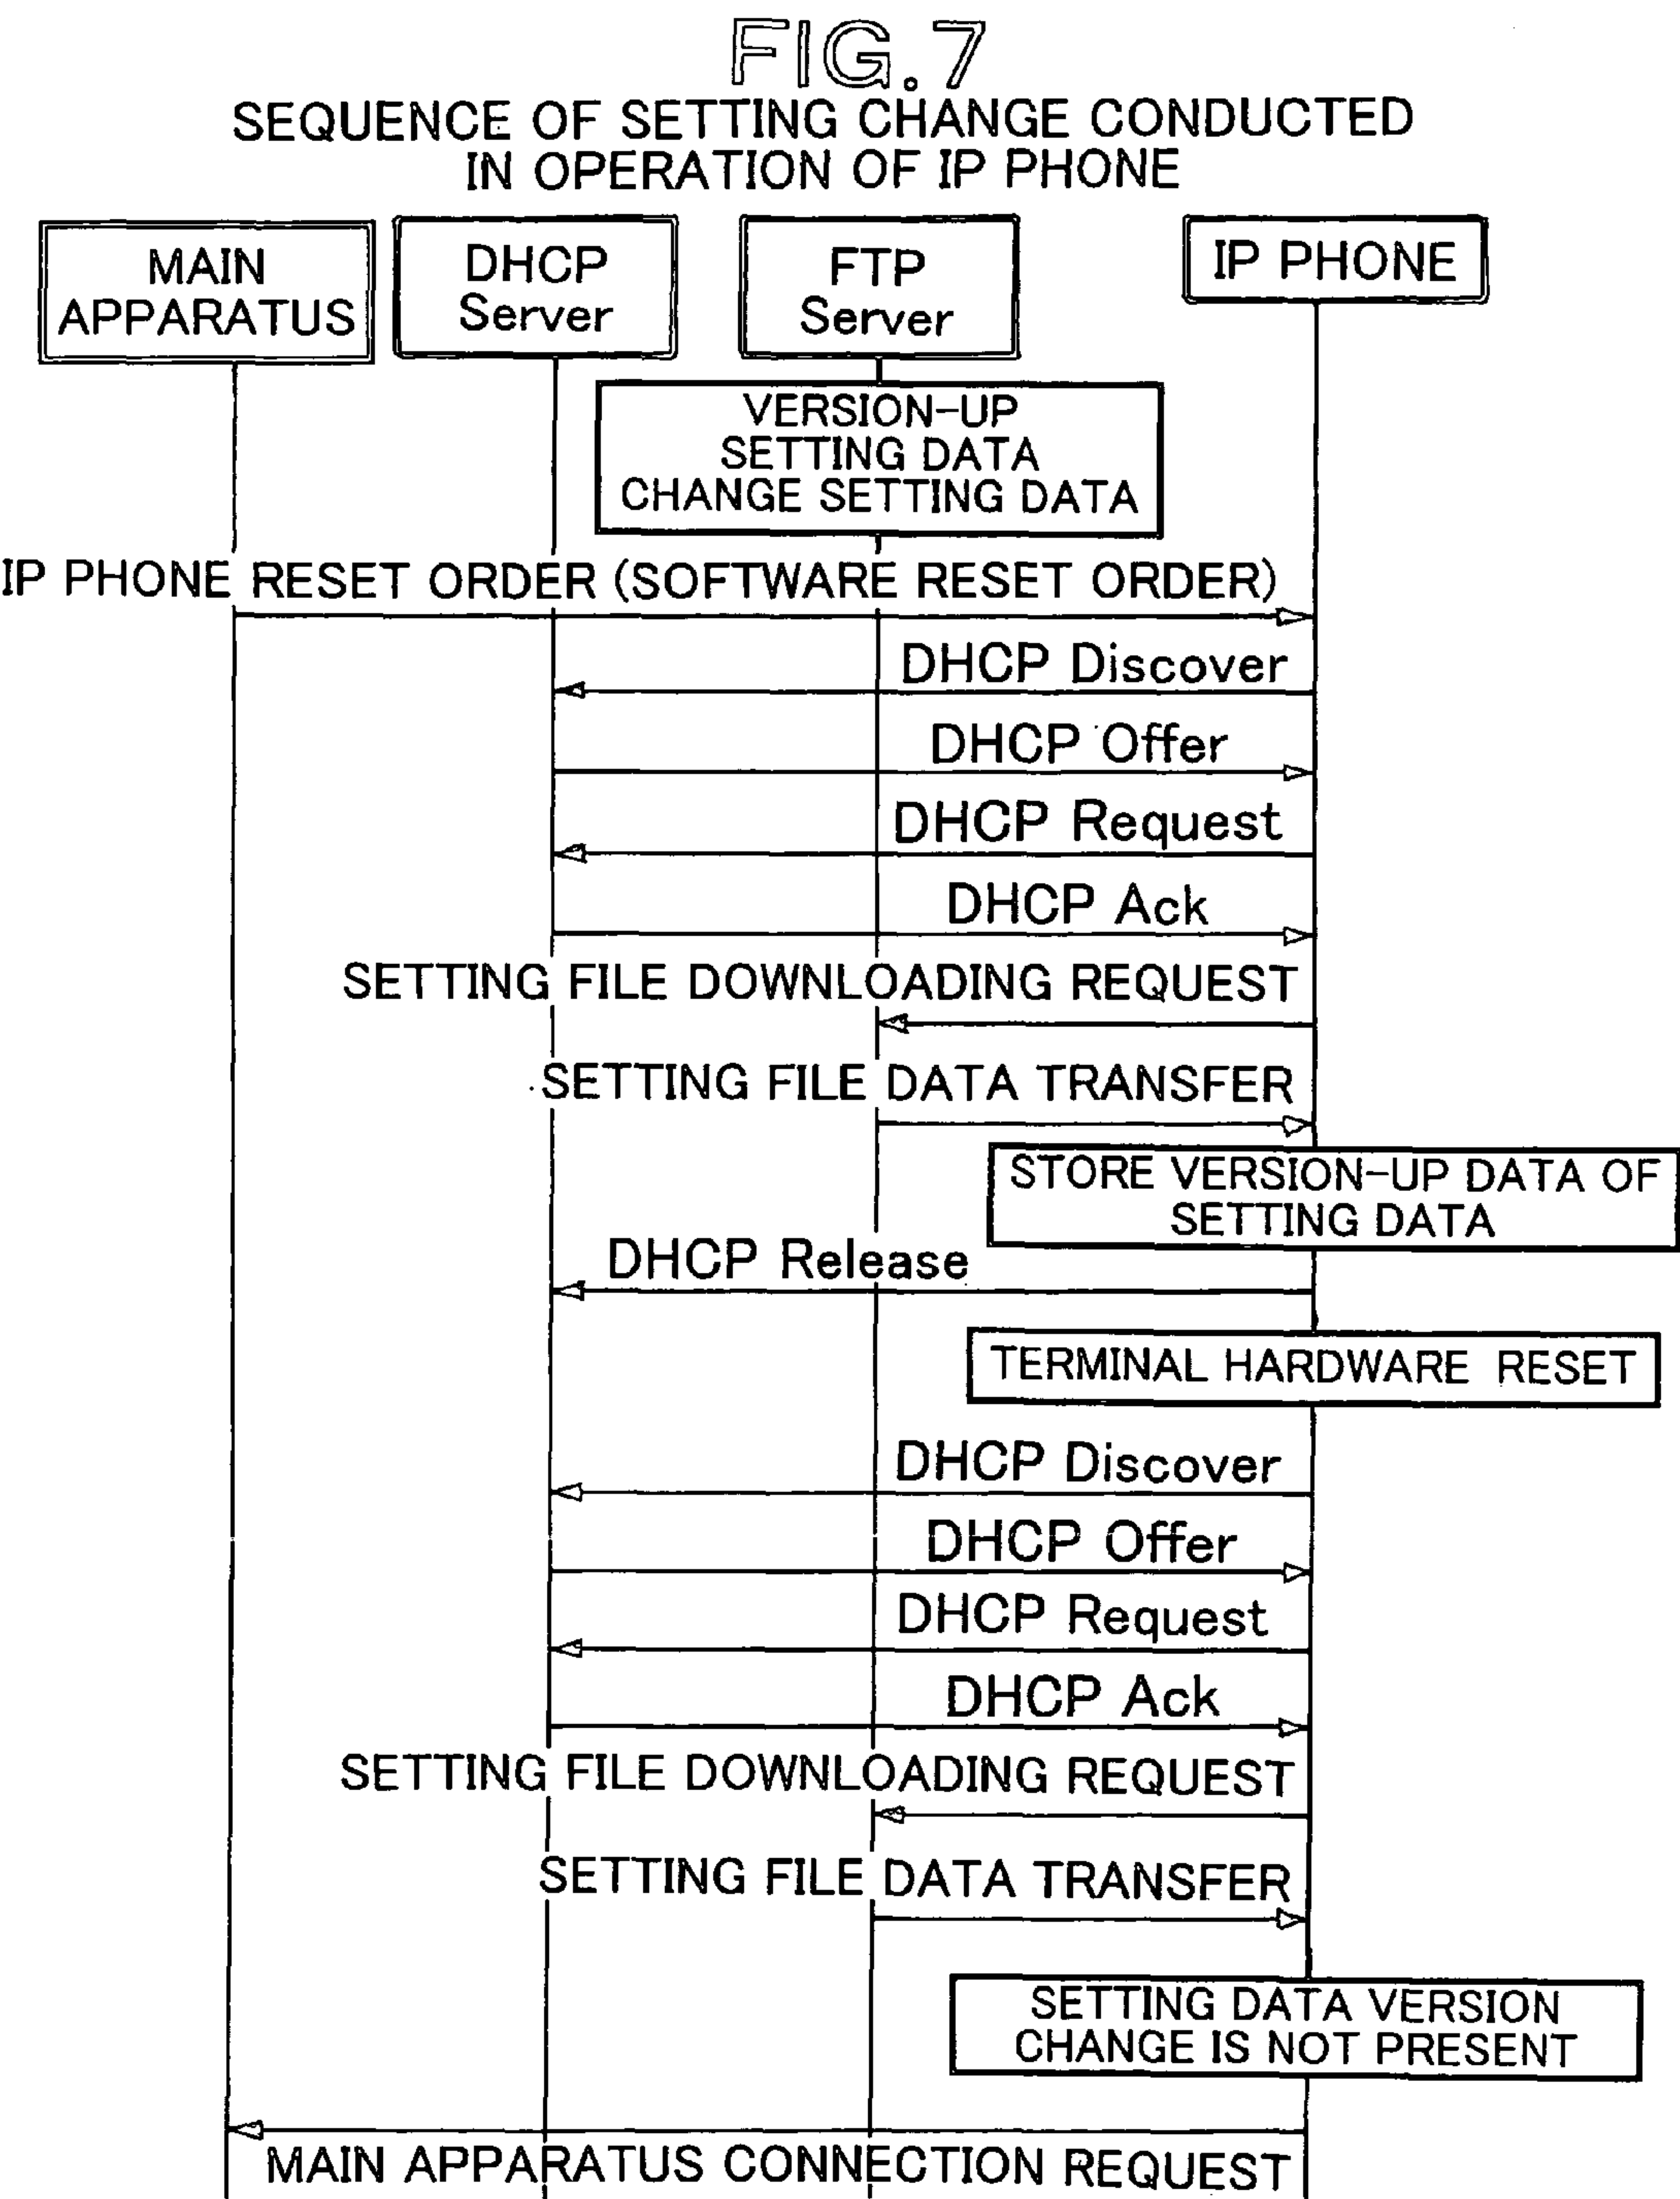 FIG.7
SEQUENCE OF SETTING CHANGE CONDUCTED
IN OPERATION OF IP PHONE
MAIN
APPARATUS
DHCP
Server
FTP
Server
IP PHONE
VERSION-UP
SETTING DATA
CHANGE SETTING DATA
IP PHONE RESET ORDER (SOFTWARE RESET ORDER)
DHCP Discover
DHCP Offer
DHCP Request
DHCP Ack
SETTING FILE DOWNLOADING REQUEST
SETTING FILE DATA TRANSFER
STORE VERSION-UP DATA OF
SETTING DATA
DHCP Release
TERMINAL HARDWARE RESET
DHCP Discover
DHCP Offer
DHCP Request
DHCP Ack
SETTING FILE DOWNLOADING REQUEST
SETTING FILE DATA TRANSFER
SETTING DATA VERSION
CHANGE IS NOT PRESENT
MAIN APPARATUS CONNECTION REQUEST